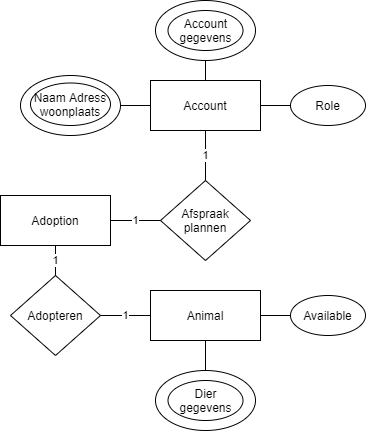 Account
gegevens
Naam Adress
woonplaats
Account
Role
1
Adoption
1
Afspraak
plannen
1
Adopteren
1
Animal
Available
Dier
gegevens